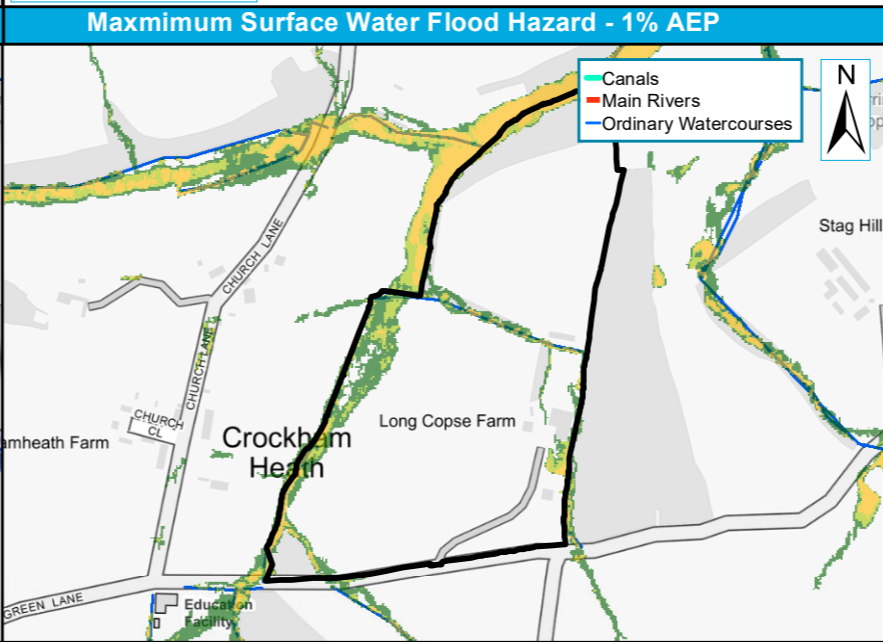 Maxmimum Surface Water Flood Hazard - 1% AEP
Canals
Main Rivers
Ordinary Watercourses
N
Stag Hill
CHURCH LANE
CHURCH LANE
CHURCH
CL
amheath Farm
Crockham
Heath
Long Copse Farm
GREEN LANE
Education
Facility